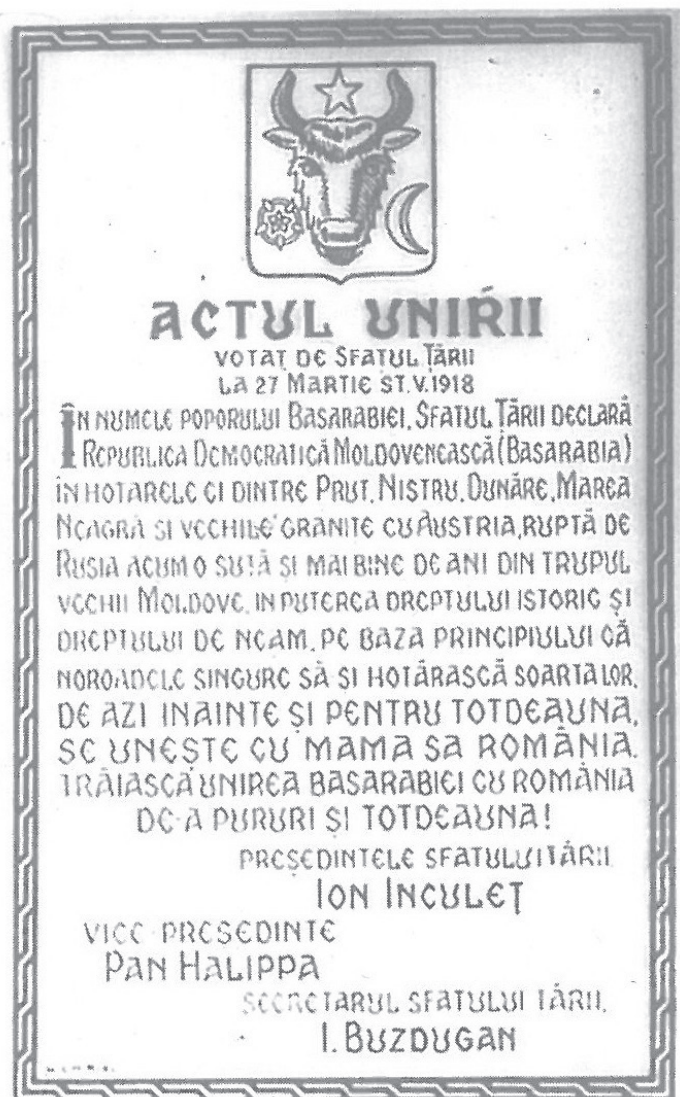 ACTUL UNIRII
VOTAT DE SFATUL ȚĂRII
LA 27 MARTIE ST.V.1918
ÎN NUMELE POPORULUI BASARABIEI, SFATUL ȚĂRII DECLARĂ
REPUBLICA DEMOCRATICĂ MOLDOVENEASCĂ (BASARABIA)
ÎN HOTARELE EI DINTRE PRUT, NISTRU, DUNĂRE, MAREA
NEAGRĂ SI VECHILE GRANITE CU AUSTRIA, RUPTĂ DE
RUSIA ACUM O SUTĂ ȘI MAI BINE DE ANI DIN TRUPUL
VECHII MOLDOVE, IN PUTEREA DREPTULUI ISTORIC ȘI
DREPTULUI DE NEAM, PE BAZA PRINCIPIULUI CĂ
NOROADELE SINGURE SĂ SI HOTĂRASCĂ SOARTA LOR,
DE AZI INAINTE ȘI PENTRU TOTDEAUNA,
SE UNEȘTE CU MAMA SA ROMÂNIA.
TRĂIASCĂ UNIREA BASARABIEI CU ROMÂNIA
DE-A PURURI ȘI TOTDEAUNA!
PREȘEDINTELE SFATULUI ȚĂRII
ION INCULEȚ
VICE-PREȘEDINTE
PAN HALIPPA
SECRETARUL SFATULUI ȚĂRII,
I. BUZDUGAN